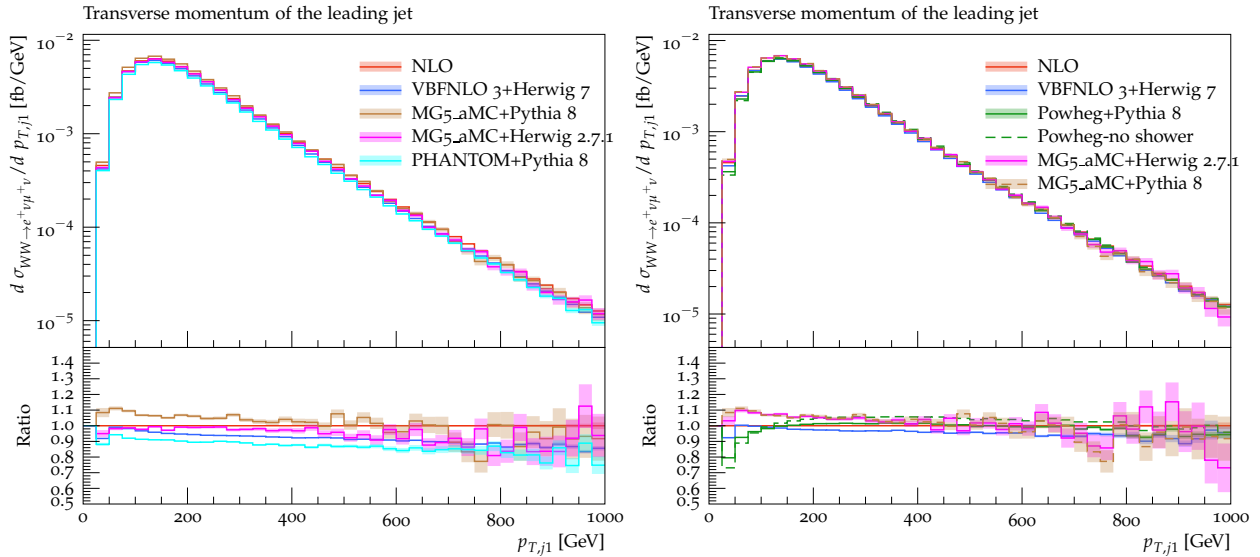 Transverse momentum of the leading jet
NLO
VBFNLO 3+Herwig 7
MG5_aMC+Pythia 8
MG5_aMC+Herwig 2.7.1
PHANTOM+Pythia 8
10⁻²
10⁻³
10⁻⁴
10⁻⁵
d σ_{WW→e⁺νμ⁺ν} / d p_{T,j1} [fb/GeV]
1.4
1.3
1.2
1.1
1.0
0.9
0.8
0.7
0.6
0.5
Ratio
0 200 400 600 800 1000
p_{T,j1} [GeV]
Transverse momentum of the leading jet
NLO
VBFNLO 3+Herwig 7
Powheg+Pythia 8
Powheg-no shower
MG5_aMC+Herwig 2.7.1
MG5_aMC+Pythia 8
10⁻²
10⁻³
10⁻⁴
10⁻⁵
d σ_{WW→e⁺νμ⁺ν} / d p_{T,j1} [fb/GeV]
1.4
1.3
1.2
1.1
1.0
0.9
0.8
0.7
0.6
0.5
Ratio
0 200 400 600 800 1000
p_{T,j1} [GeV]